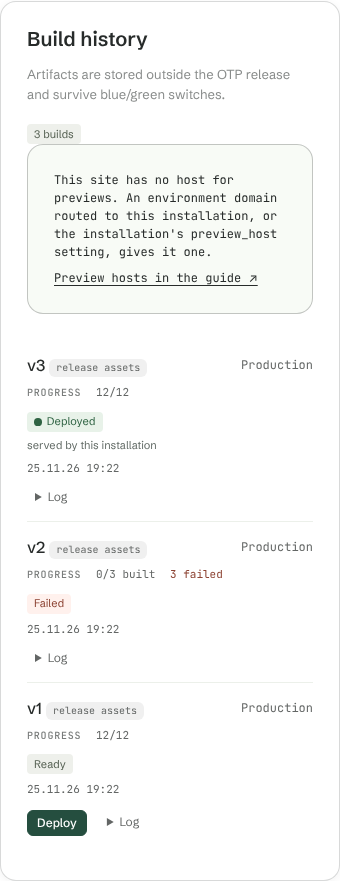 Build history
Artifacts are stored outside the OTP release
and survive blue/green switches.
3 builds
This site has no host for
previews. An environment domain
routed to this installation, or
the installation's preview_host
setting, gives it one.
Preview hosts in the guide ↗
v3 release assets Production
PROGRESS 12/12
Deployed
served by this installation
25.11.26 19:22
Log
v2 release assets Production
PROGRESS 0/3 built 3 failed
Failed
25.11.26 19:22
Log
v1 release assets Production
PROGRESS 12/12
Ready
25.11.26 19:22
Deploy Log